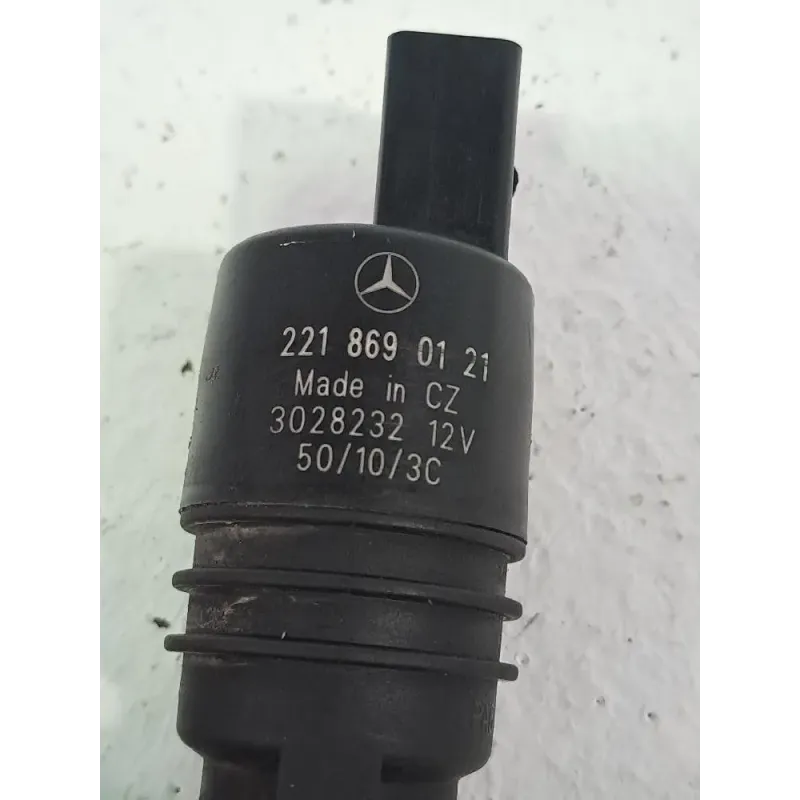 221 869 01 21
Made in CZ
3028232 12V
50/10/3C